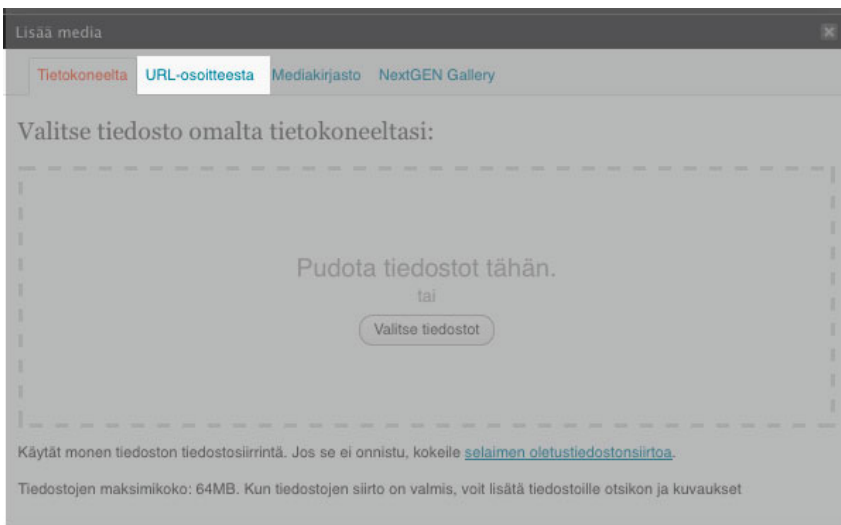 Lisää media
Tietokoneelta URL-osoitteesta Mediakirjasto NextGEN Gallery
Valitse tiedosto omalta tietokoneeltasi:
Pudota tiedostot tähän.
tai
Valitse tiedostot
Käytät monen tiedoston tiedostosiirrintä. Jos se ei onnistu, kokeile selaimen oletustiedostonsiirtoa.
Tiedostojen maksimikoko: 64MB. Kun tiedostojen siirto on valmis, voit lisätä tiedostoille otsikon ja kuvaukset